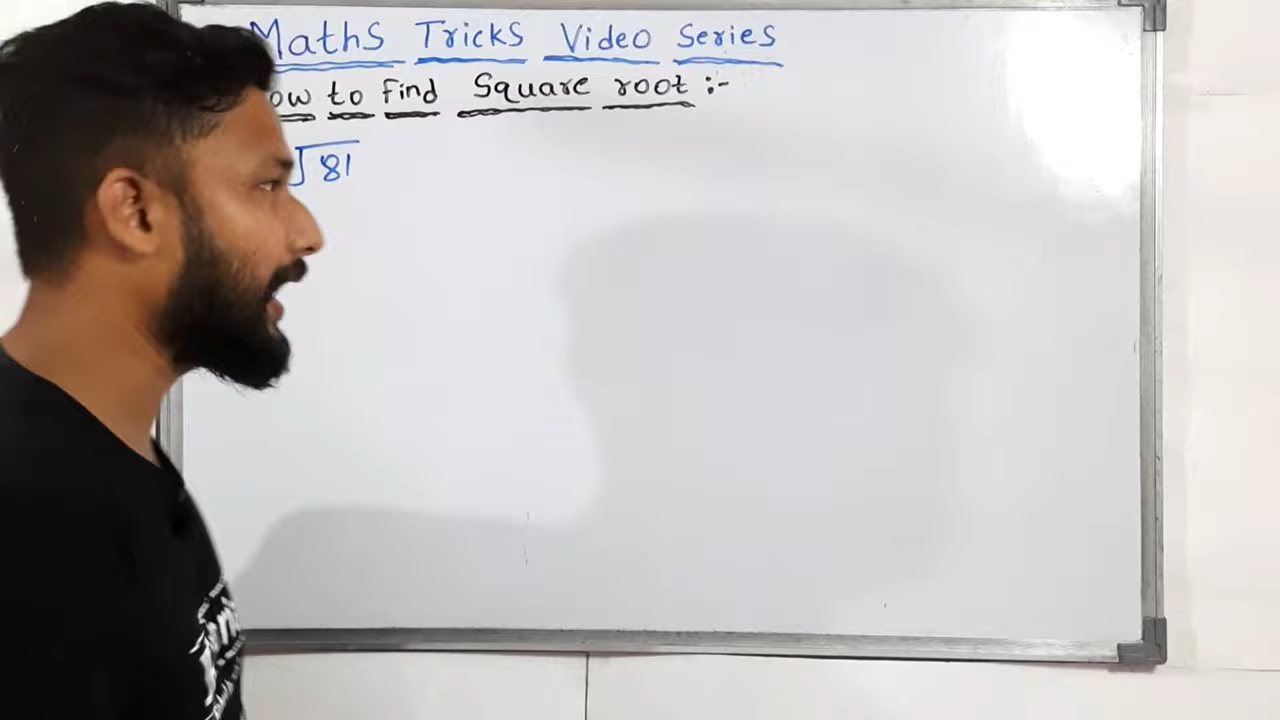 Maths Tricks Video Series
ow to find Square root :-
√81